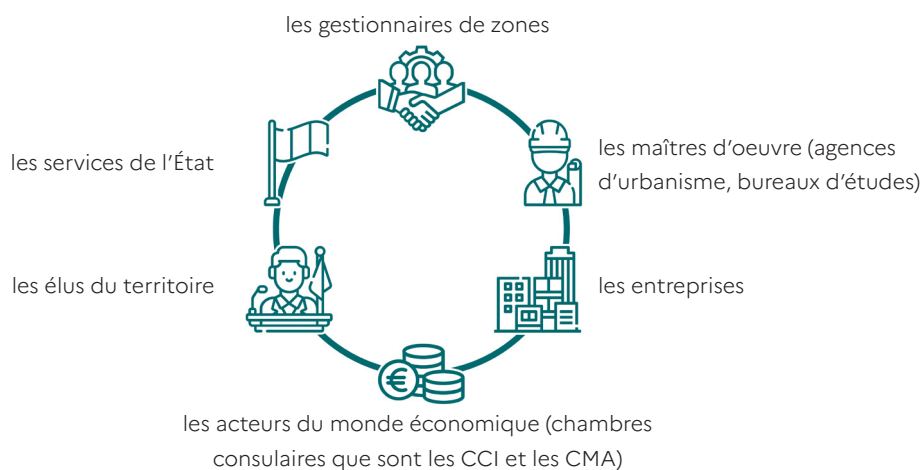 les gestionnaires de zones
les services de l'État
les maîtres d'oeuvre (agences
d'urbanisme, bureaux d'études)
les élus du territoire
les entreprises
€
les acteurs du monde économique (chambres
consulaires que sont les CCI et les CMA)